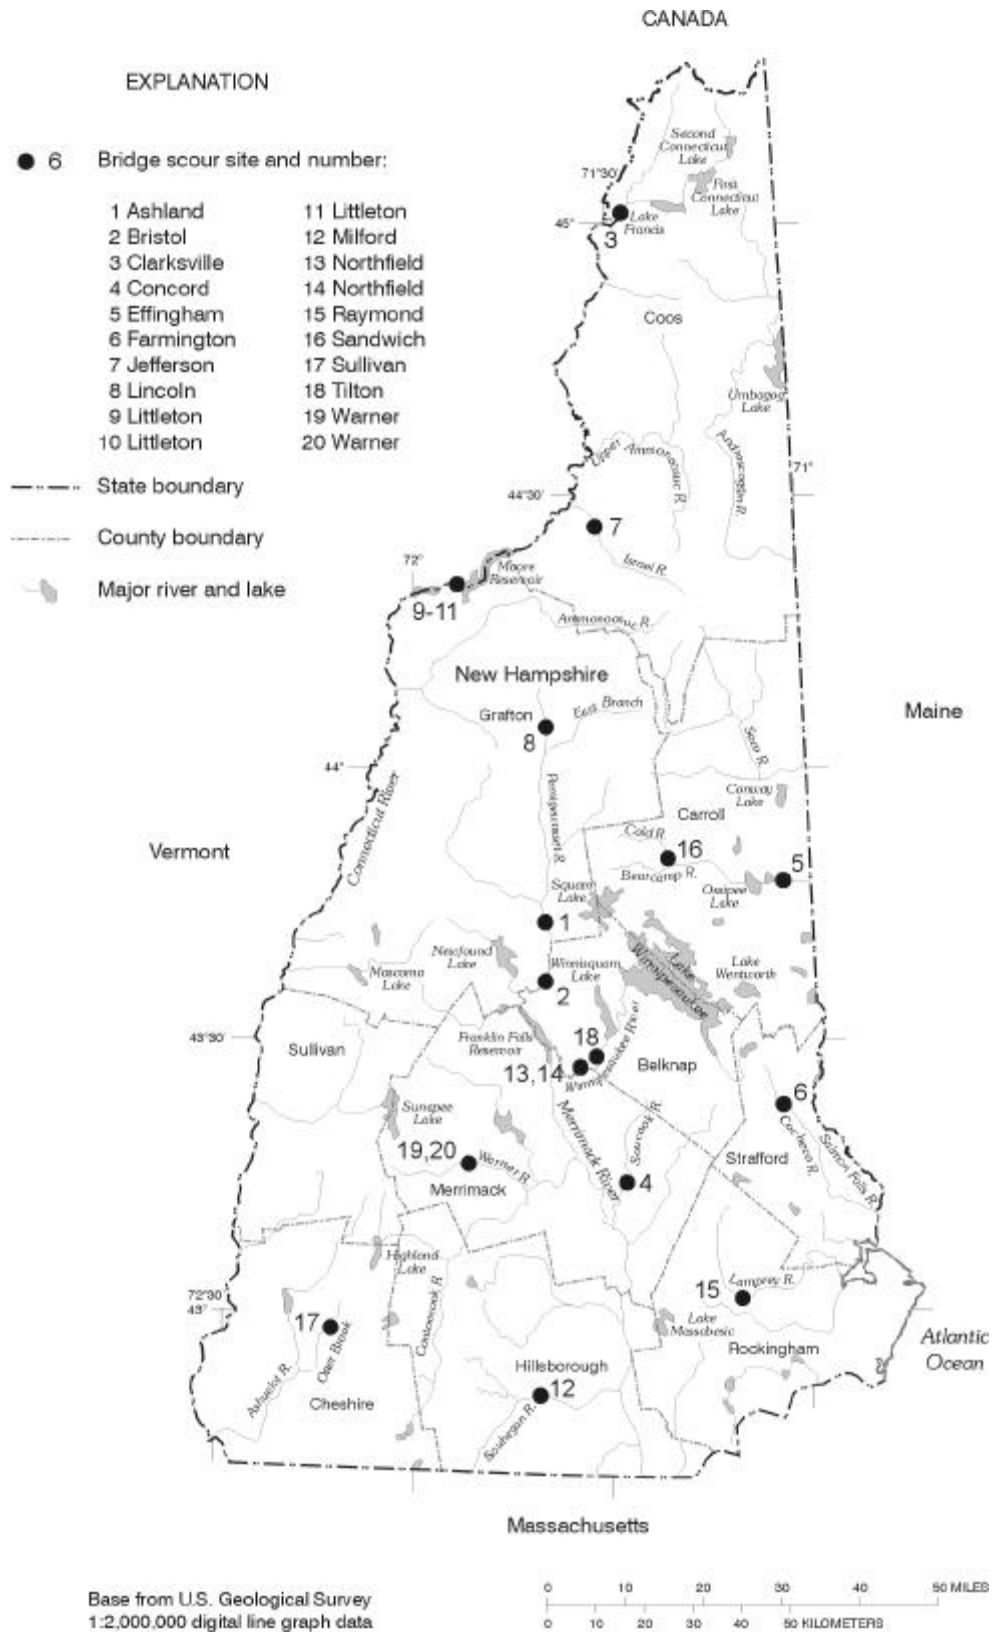 CANADA
EXPLANATION
6 Bridge scour site and number:
1 Ashland
2 Bristol
3 Clarksville
4 Concord
5 Effingham
6 Farmington
7 Jefferson
8 Lincoln
9 Littleton
10 Littleton
11 Littleton
12 Milford
13 Northfield
14 Northfield
15 Raymond
16 Sandwich
17 Sullivan
18 Tilton
19 Warner
20 Warner
State boundary
County boundary
Major river and lake
Second
Connecticut
Lake
71°30'
First
Connecticut
Lake
45°
Lake
Francis
3
Coos
Umbagog
Lake
Upper Ammonoosuc R.
Androscoggin R.
71°
44°30'
7
Israel R.
72°
Moore
Reservoir
9-11
Ammonoosuc R.
New Hampshire
Grafton
East Branch
8
Maine
Saco R.
44°
Connecticut River
Pemigewasset R.
Conway
Lake
Carroll
Cold R.
16
Vermont
Bearcamp R.
5
Ossipee
Lake
Squam
Lake
1
Newfound
Lake
Mascoma
Lake
Winnisquam
Lake
Lake
Winnipesaukee
Lake
Wentworth
2
43°30'
Sullivan
Franklin Falls
Reservoir
18
13,14
Winnipesaukee River
Belknap
6
Sunapee
Lake
Merrimack River
Soucook R.
Cocheco R.
Salmon Falls R.
19,20
Warner R.
Merrimack
4
Strafford
Highland
Lake
Contoocook R.
72°30
43°
17
Otter Brook
Ashuelot R.
Cheshire
15
Lamprey R.
Lake
Massabesic
Rockingham
Atlantic
Ocean
Hillsborough
12
Souhegan R.
Massachusetts
Base from U.S. Geological Survey
1:2,000,000 digital line graph data
0 10 20 30 40 50 MILES
0 10 20 30 40 50 KILOMETERS